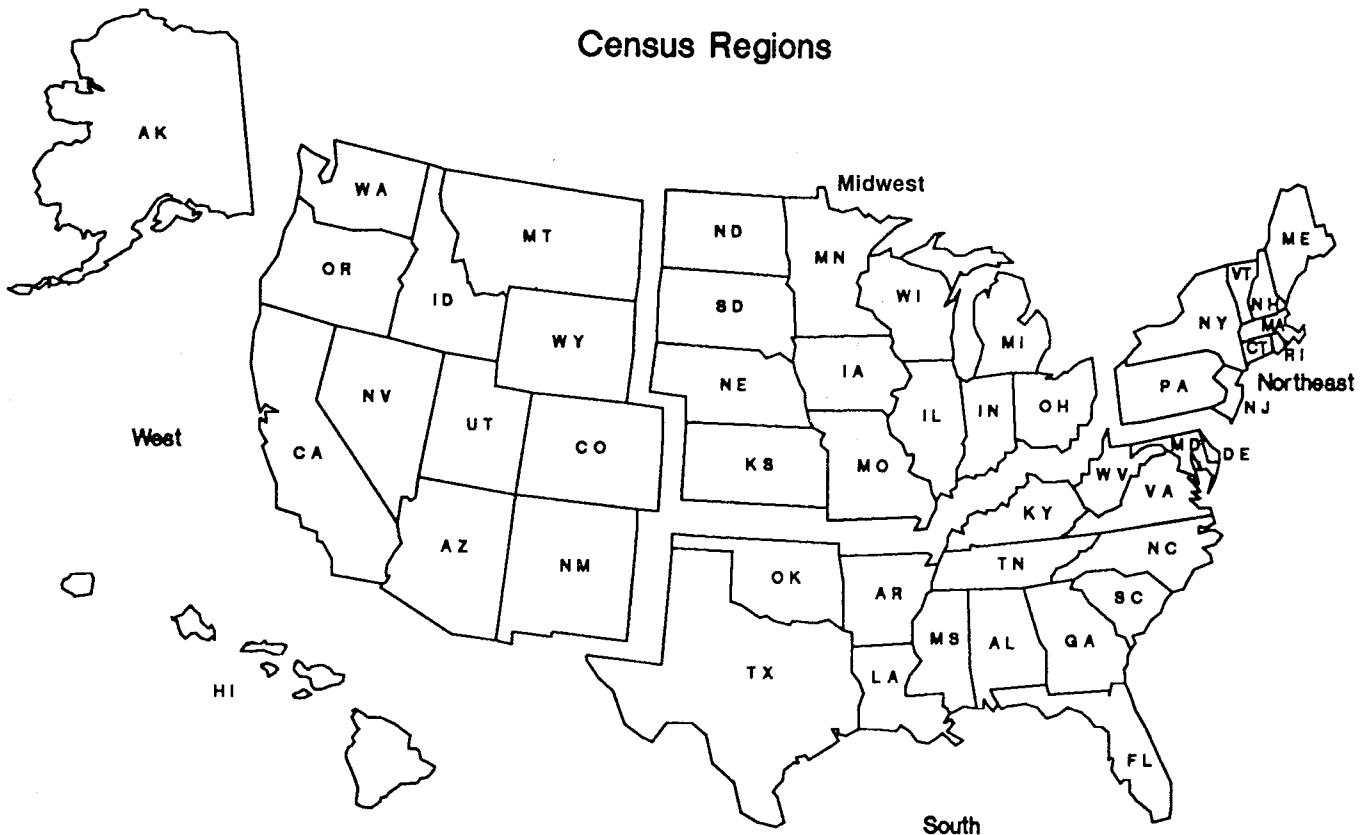 Census Regions
AK
WA
MT
ND
Midwest
MN
ME
OR
ID
SD
WI
VT
NH
WY
MI
NY
MA
CT
RI
NV
NE
IA
PA
Northeast
NJ
West
CA
UT
CO
KS
MO
IL
IN
OH
WV
MD
DE
VA
KY
AZ
NM
OK
AR
TN
NC
SC
HI
TX
LA
MS
AL
GA
FL
South